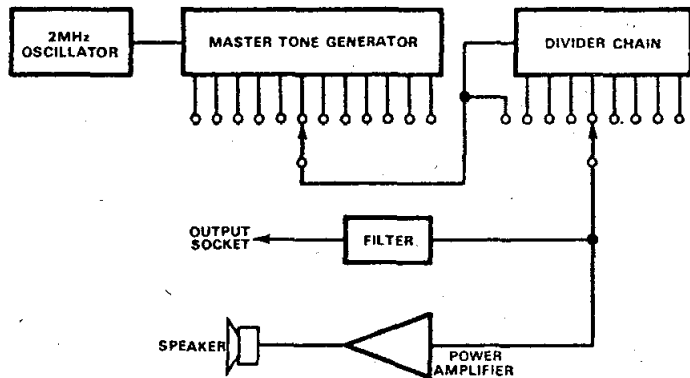 2MHz
OSCILLATOR
MASTER TONE GENERATOR
DIVIDER CHAIN
OUTPUT
SOCKET
FILTER
SPEAKER
POWER
AMPLIFIER